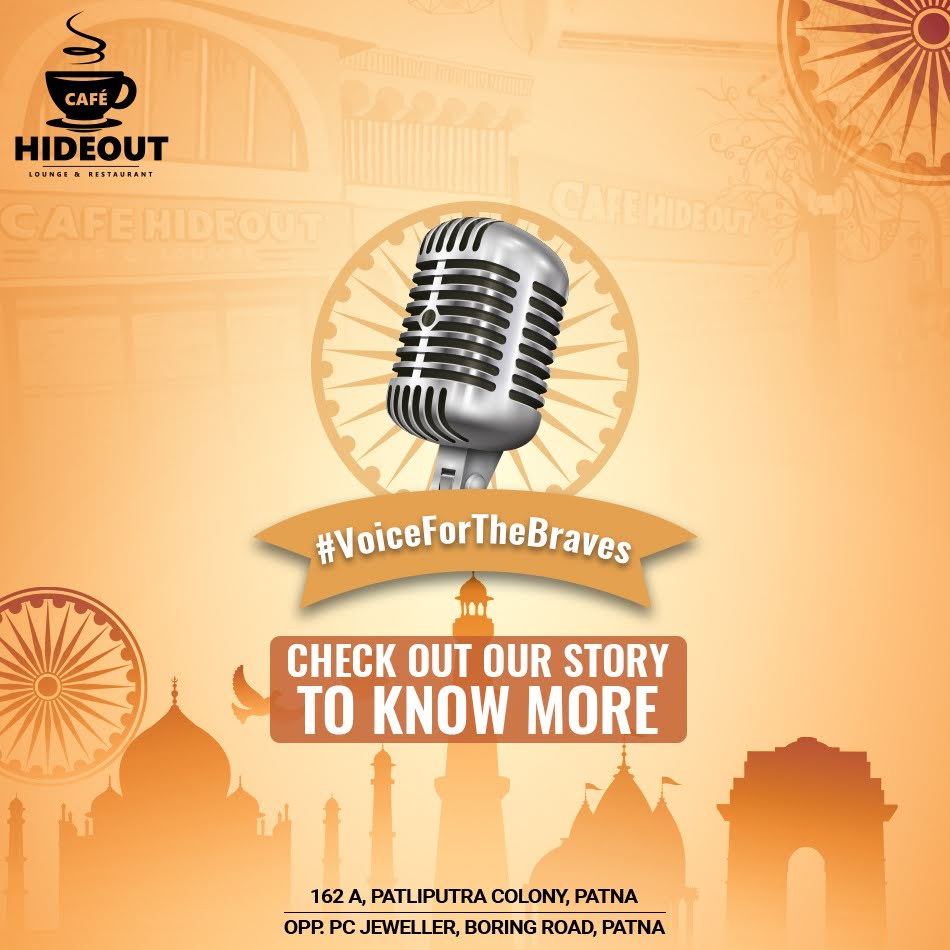 CAFÉ
HIDEOUT
LOUNGE & RESTAURANT
CAFE HIDEOUT
CAFE HIDEOUT
#VoiceForTheBraves
CHECK OUT OUR STORY
TO KNOW MORE
162 A, PATLIPUTRA COLONY, PATNA
OPP. PC JEWELLER, BORING ROAD, PATNA